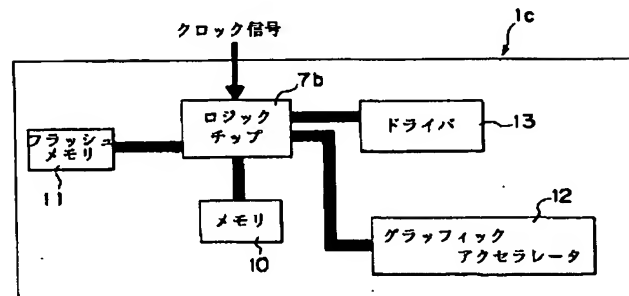 クロック信号
1c
7b
ロジック
チップ
ドライバ
13
フラッシュ
メモリ
11
メモリ
10
12
グラッフィック
アクセラレータ